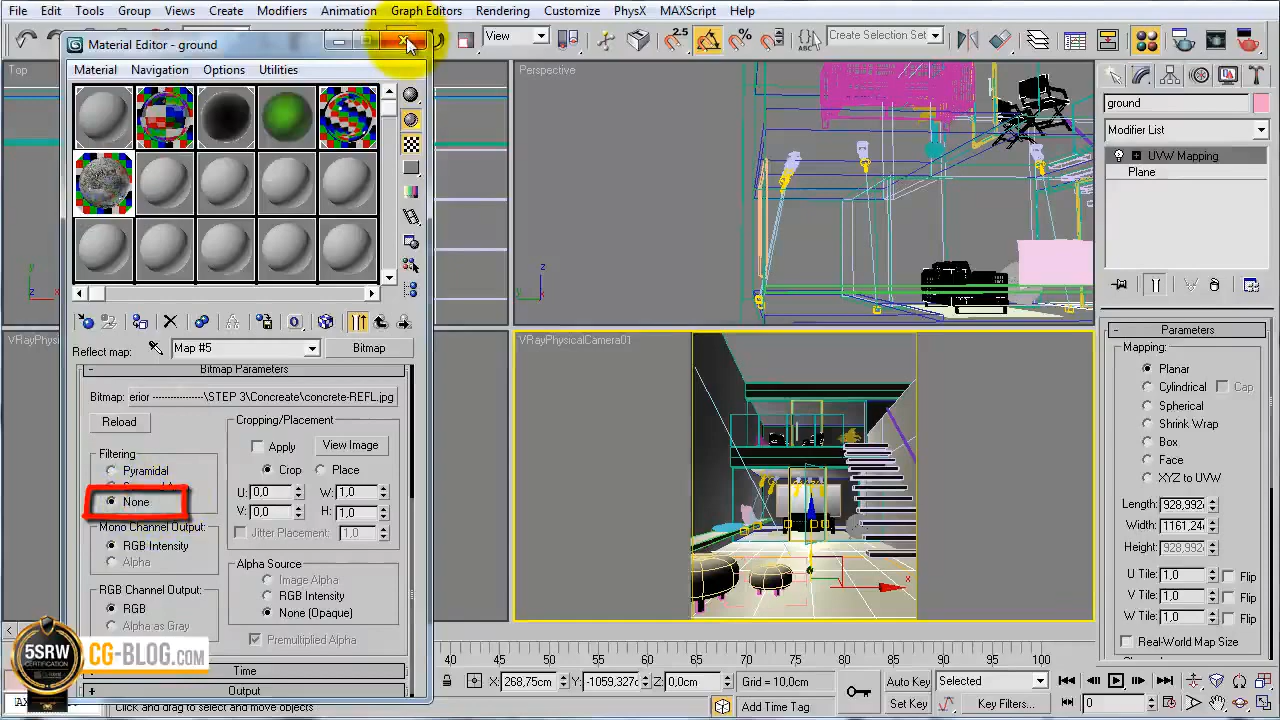 File Edit Tools Group Views Create Modifiers Animation Graph Editors Rendering Customize PhysX MAXScript Help
View
2.5
Create Selection Set
Material Editor - ground
Material Navigation Options Utilities
Top
Perspective
ground
Modifier List
UVW Mapping
Plane
y
z
x
z
y
x
Reflect map:
Map #5
Bitmap
Bitmap Parameters
Bitmap:
erior ---------------\STEP 3\Concreate\concrete-REFL.jpg
Reload
Cropping/Placement
Apply
View Image
Filtering
Pyramidal
None
Crop
Place
U: 0,0
W: 1,0
V: 0,0
H: 1,0
Jitter Placement: 1,0
Mono Channel Output:
RGB Intensity
Alpha
Alpha Source
Image Alpha
RGB Intensity
None (Opaque)
RGB Channel Output:
RGB
Alpha as Gray
Premultiplied Alpha
Time
Output
VRayPhysi
VRayPhysicalCamera01
x
Parameters
Mapping:
Planar
Cylindrical
Cap
Spherical
Shrink Wrap
Box
Face
XYZ to UVW
Length: 928,992
Width: 1181,24
Height: 928,992
U Tile: 1,0 Flip
V Tile: 1,0 Flip
W Tile: 1,0 Flip
Real-World Map Size
40 45 50 55 60 65 70 75 80 85 90 95 100
X: 268,75cm Y: -1059,327c Z: 0,0cm Grid = 10,0cm
Auto Key
Selected
Set Key
Key Filters...
0
Click and drag to select and move objects
Add Time Tag
5SRW
CERTIFICATION
CG-BLOG.COM